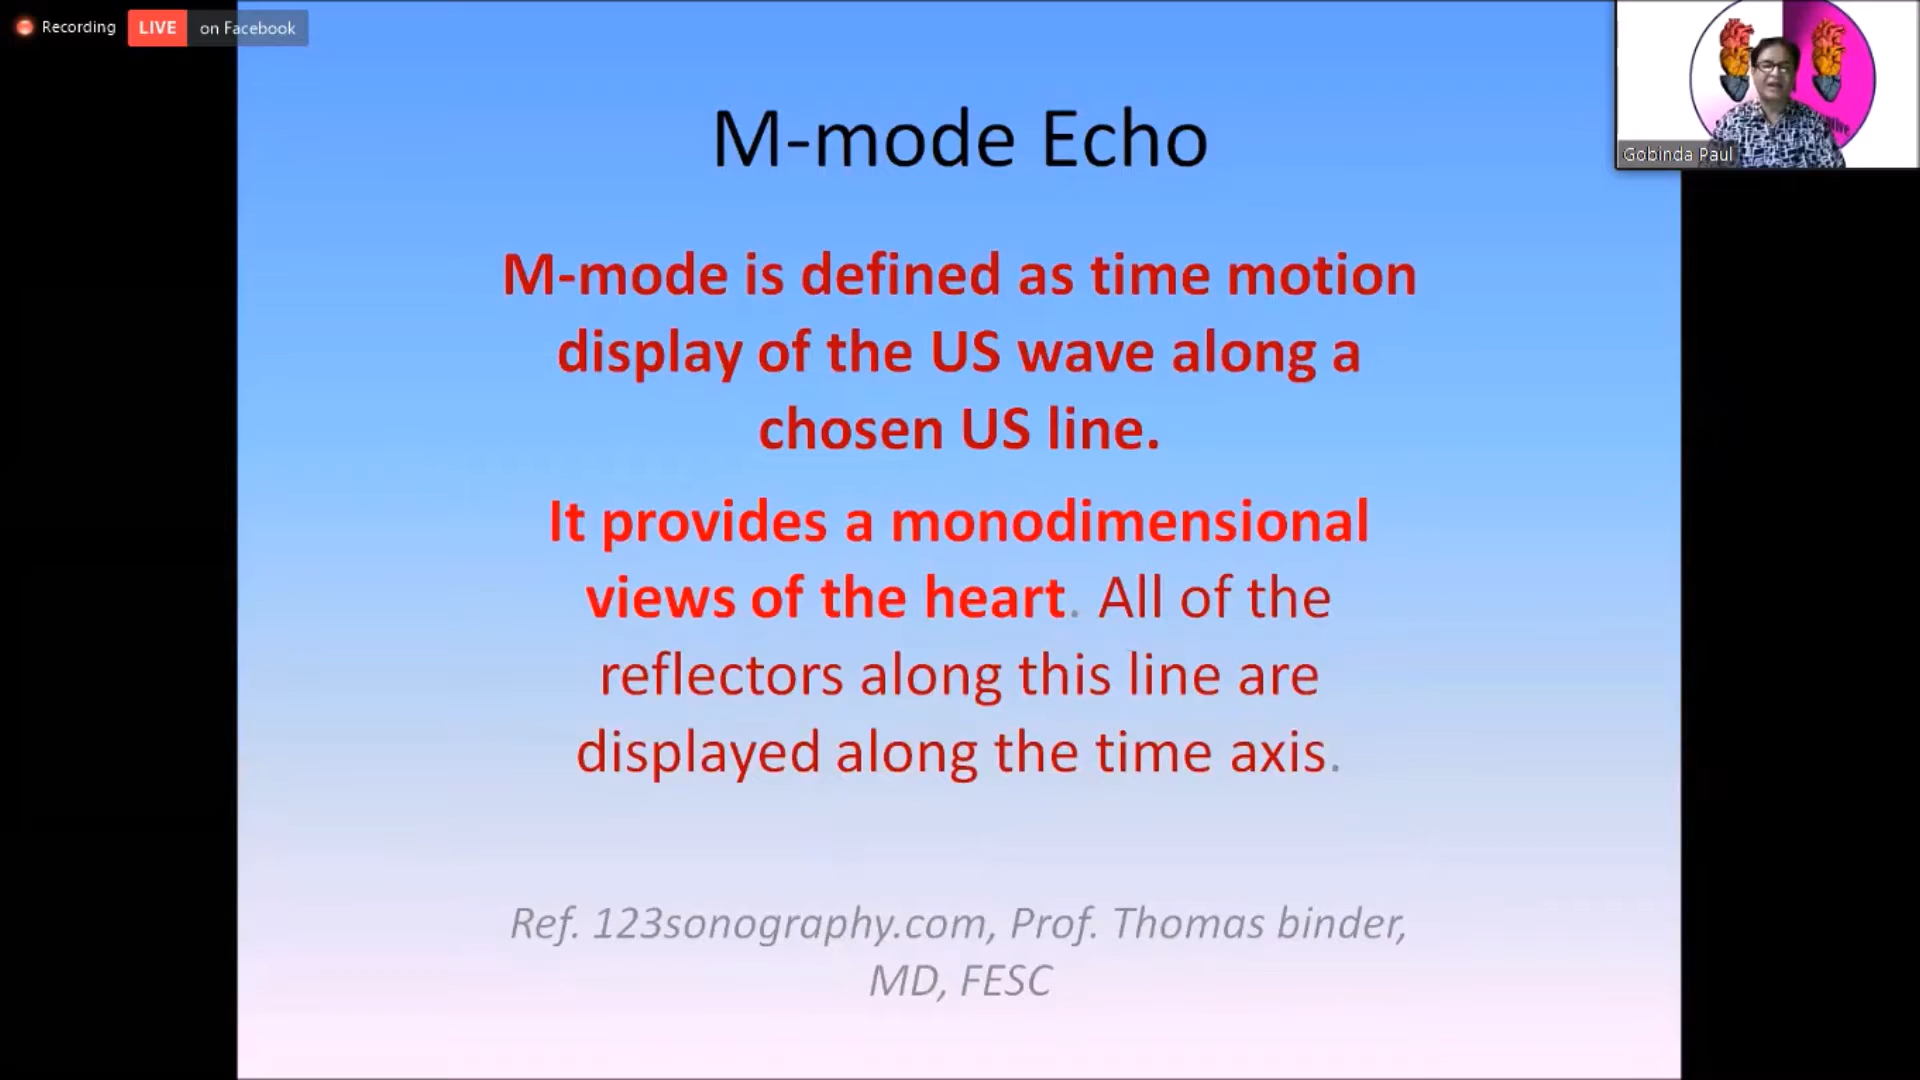 Recording
LIVE on Facebook
M-mode Echo
M-mode is defined as time motion
display of the US wave along a
chosen US line.
It provides a monodimensional
views of the heart. All of the
reflectors along this line are
displayed along the time axis.
Ref. 123sonography.com, Prof. Thomas binder,
MD, FESC
Gobinda Paul